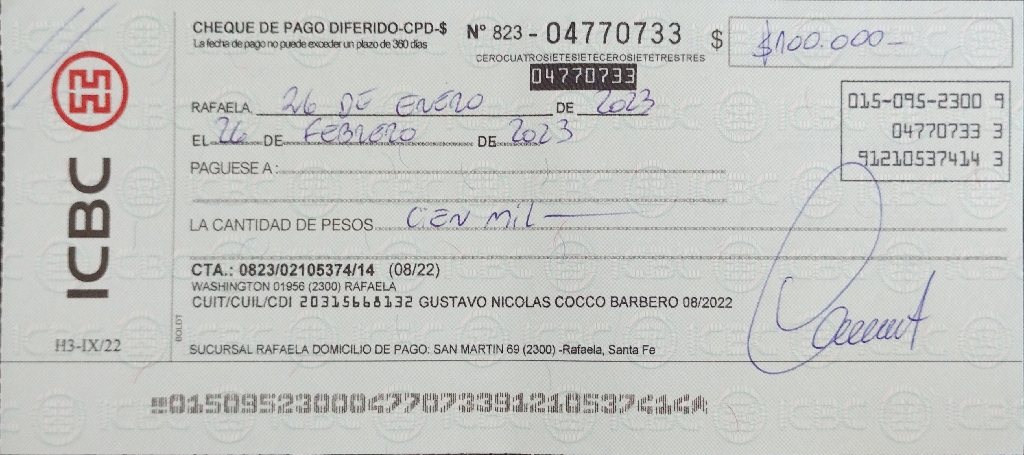 CHEQUE DE PAGO DIFERIDO-CPD-$ Nº 823 - 04770733 $ $100.000-
La fecha de pago no puede exceder un plazo de 360 días
CEROCUATROSIETESIETECEROSIETETRESTRES
04770733
RAFAELA, 26 DE ENERO DE 2023
EL 26 DE FEBRERO DE 2023
015-095-2300 9
04770733 3
91210537414 3
PAGUESE A :
LA CANTIDAD DE PESOS CIEN MIL
ICBC
CTA.: 0823/02105374/14 (08/22)
WASHINGTON 01956 (2300) RAFAELA
CUIT/CUIL/CDI 20315668132 GUSTAVO NICOLAS COCCO BARBERO 08/2022
BOLDT
H3-IX/22
SUCURSAL RAFAELA DOMICILIO DE PAGO: SAN MARTIN 69 (2300) -Rafaela, Santa Fe
01509523000477073391210537414